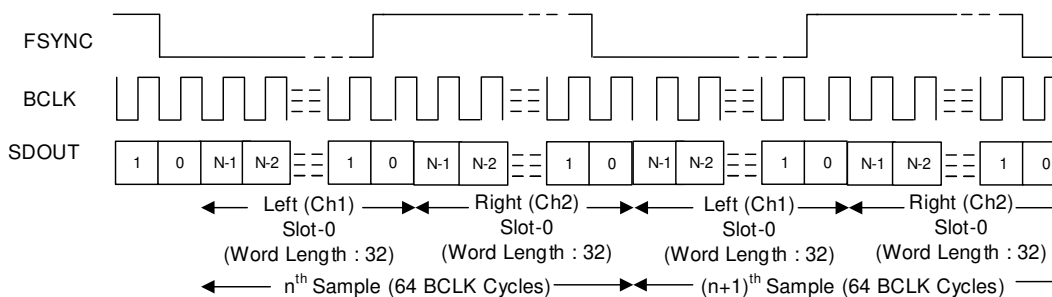 FSYNC
BCLK
SDOUT
1 0 N-1 N-2 1 0 N-1 N-2 1 0 N-1 N-2 1 0 N-1 N-2 1 0
Left (Ch1) Right (Ch2) Left (Ch1) Right (Ch2)
Slot-0 Slot-0 Slot-0 Slot-0
(Word Length : 32) (Word Length : 32) (Word Length : 32) (Word Length : 32)
nth Sample (64 BCLK Cycles) (n+1)th Sample (64 BCLK Cycles)